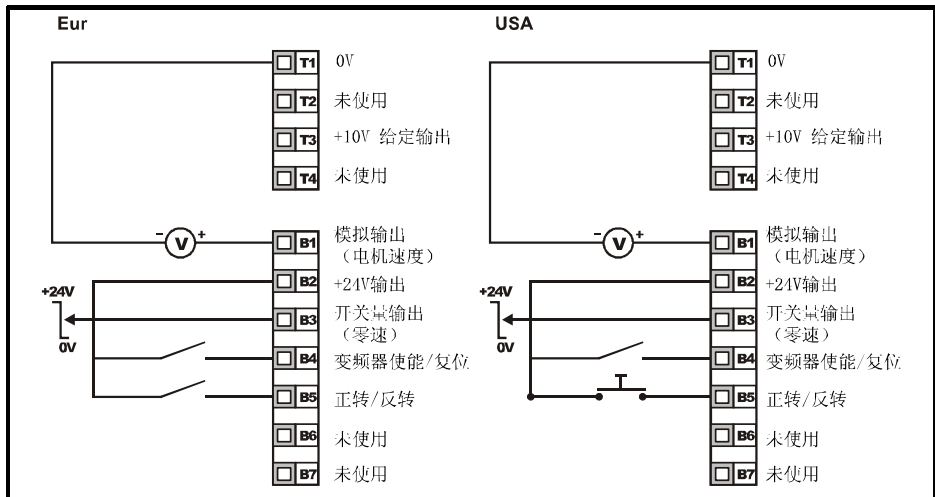 Eur
T1 0V
T2 未使用
T3 +10V 给定输出
T4 未使用
- V +
B1 模拟输出
(电机速度)
B2 +24V输出
+24V
B3 开关量输出
(零速)
0V
B4 变频器使能/复位
B5 正转/反转
B6 未使用
B7 未使用
USA
T1 0V
T2 未使用
T3 +10V 给定输出
T4 未使用
- V +
B1 模拟输出
(电机速度)
B2 +24V输出
+24V
B3 开关量输出
(零速)
0V
B4 变频器使能/复位
B5 正转/反转
B6 未使用
B7 未使用